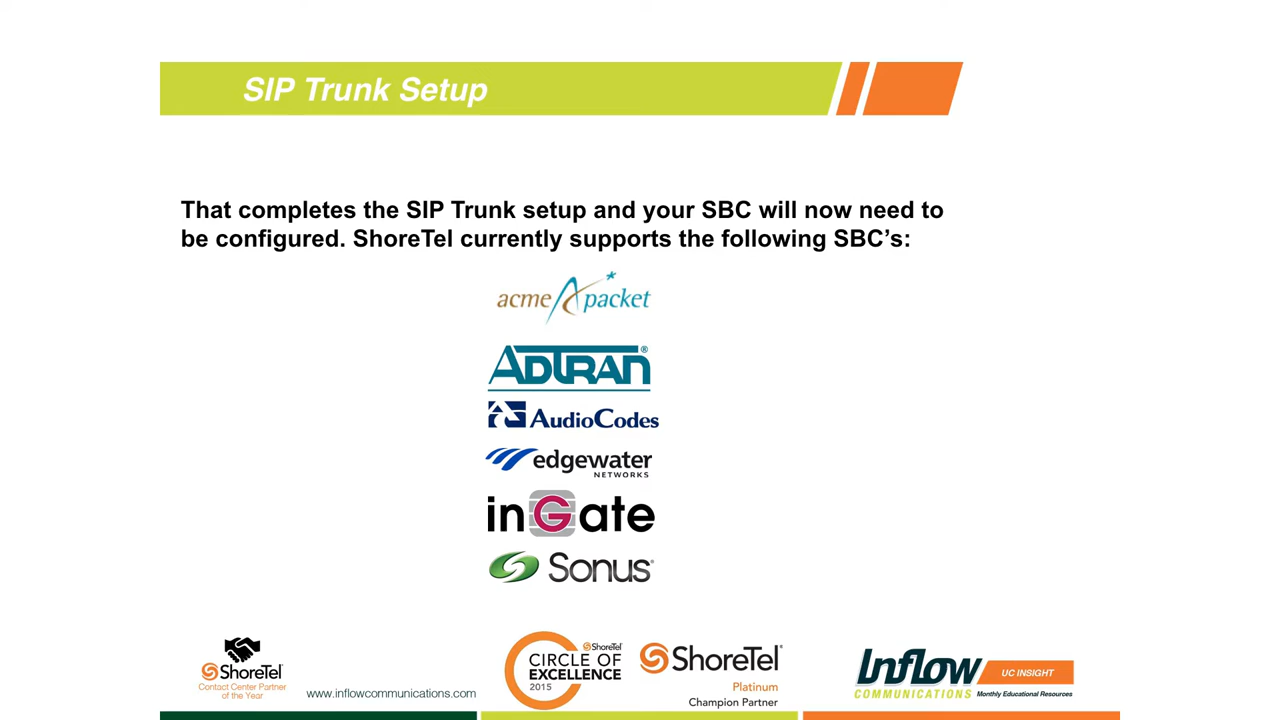 SIP Trunk Setup
That completes the SIP Trunk setup and your SBC will now need to
be configured. ShoreTel currently supports the following SBC’s:
acme packet
ADTRAN®
AudioCodes
edgewater
NETWORKS
inGate
Sonus®
ShoreTel®
Contact Center Partner
of the Year
www.inflowcommunications.com
ShoreTel®
CIRCLE OF
EXCELLENCE
2015
ShoreTel®
Platinum
Champion Partner
Inflow
COMMUNICATIONS
UC INSIGHT
Monthly Educational Resources